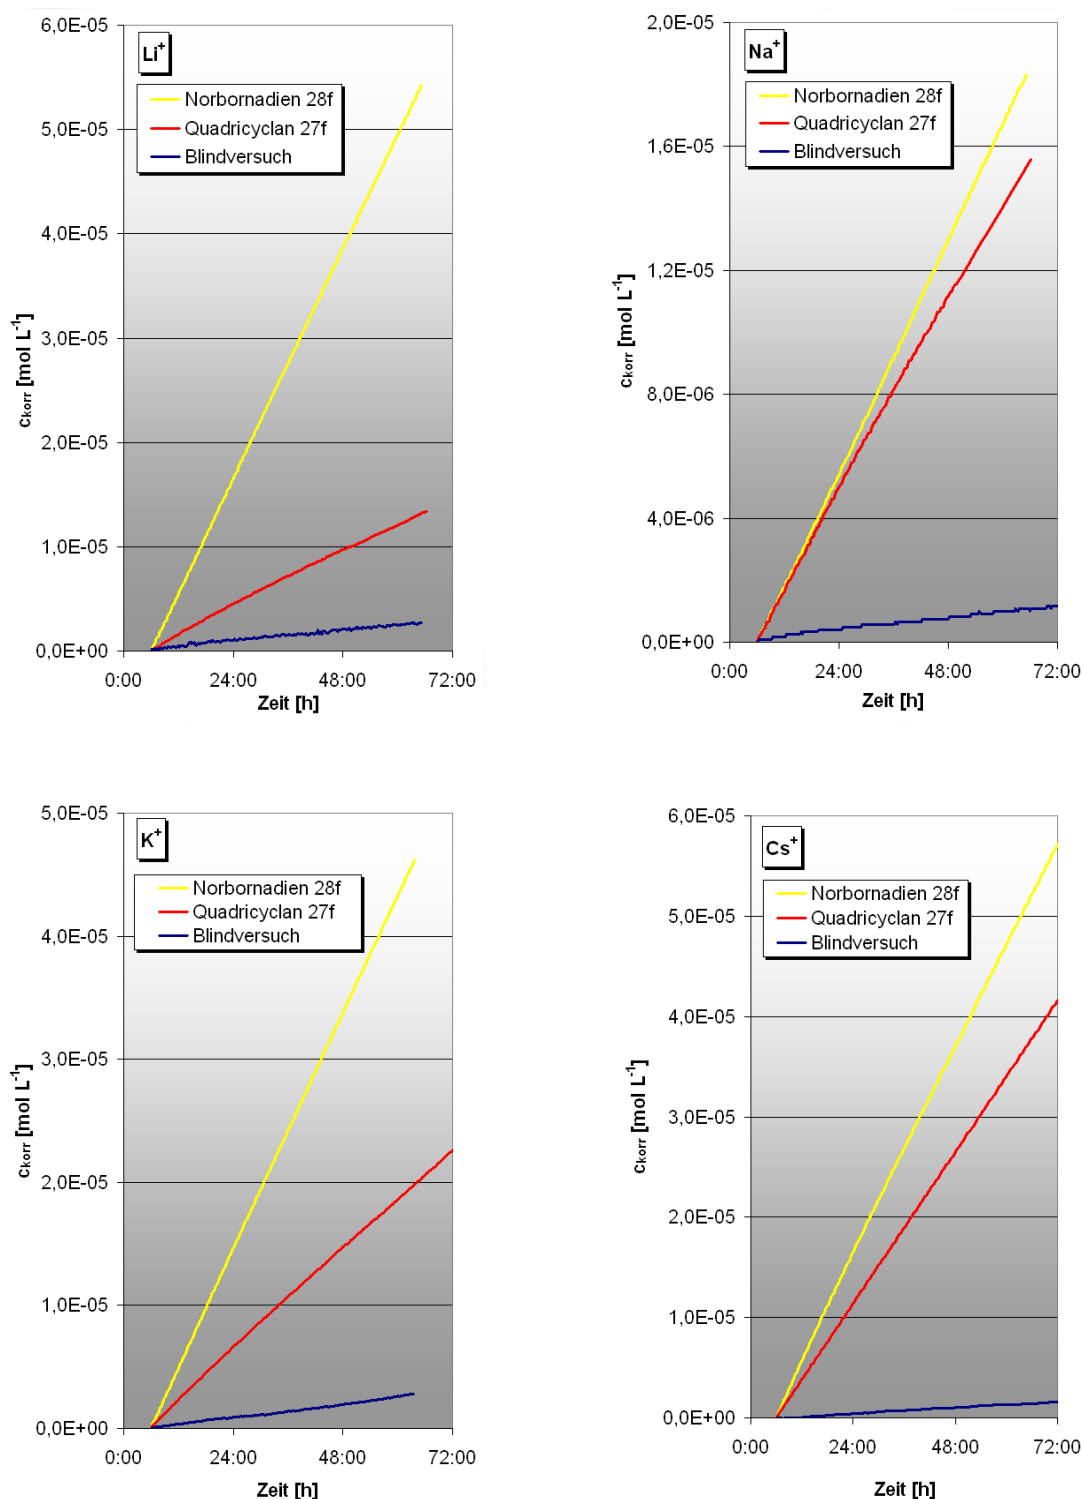 Li+
Norbornadien 28f
Quadricyclan 27f
Blindversuch
6,0E-05
5,0E-05
4,0E-05
3,0E-05
2,0E-05
1,0E-05
0,0E+00
ckorr [mol L-1]
0:00 24:00 48:00 72:00
Zeit [h]
Na+
Norbornadien 28f
Quadricyclan 27f
Blindversuch
2,0E-05
1,6E-05
1,2E-05
8,0E-06
4,0E-06
0,0E+00
ckorr [mol L-1]
0:00 24:00 48:00 72:00
Zeit [h]
K+
Norbornadien 28f
Quadricyclan 27f
Blindversuch
5,0E-05
4,0E-05
3,0E-05
2,0E-05
1,0E-05
0,0E+00
ckorr [mol L-1]
0:00 24:00 48:00 72:00
Zeit [h]
Cs+
Norbornadien 28f
Quadricyclan 27f
Blindversuch
6,0E-05
5,0E-05
4,0E-05
3,0E-05
2,0E-05
1,0E-05
0,0E+00
ckorr [mol L-1]
0:00 24:00 48:00 72:00
Zeit [h]